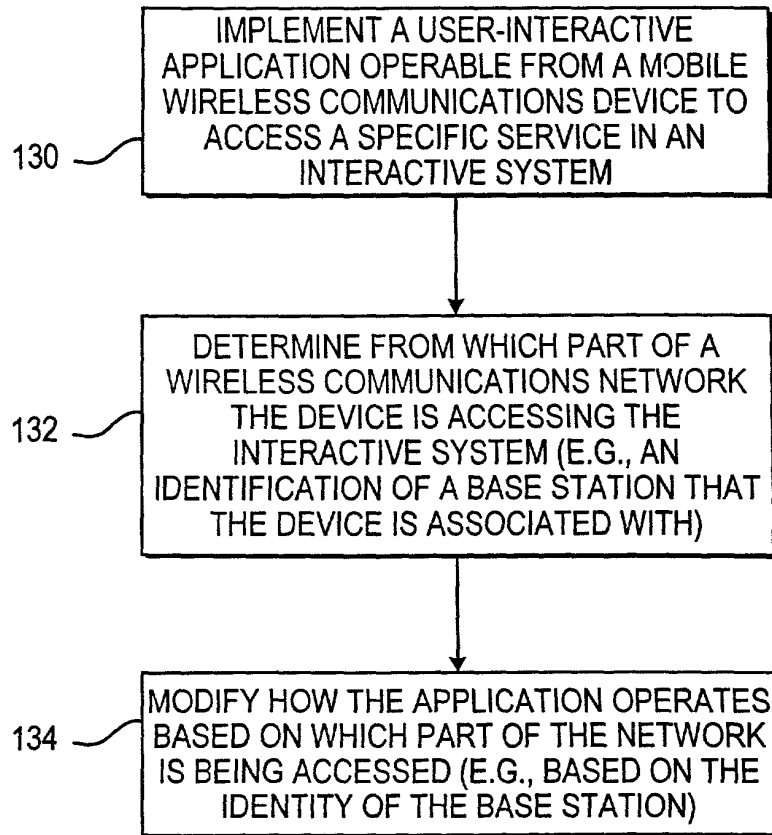 IMPLEMENT A USER-INTERACTIVE
APPLICATION OPERABLE FROM A MOBILE
WIRELESS COMMUNICATIONS DEVICE TO
ACCESS A SPECIFIC SERVICE IN AN
INTERACTIVE SYSTEM
130
DETERMINE FROM WHICH PART OF A
WIRELESS COMMUNICATIONS NETWORK
THE DEVICE IS ACCESSING THE
INTERACTIVE SYSTEM (E.G., AN
IDENTIFICATION OF A BASE STATION THAT
THE DEVICE IS ASSOCIATED WITH)
132
MODIFY HOW THE APPLICATION OPERATES
BASED ON WHICH PART OF THE NETWORK
IS BEING ACCESSED (E.G., BASED ON THE
IDENTITY OF THE BASE STATION)
134